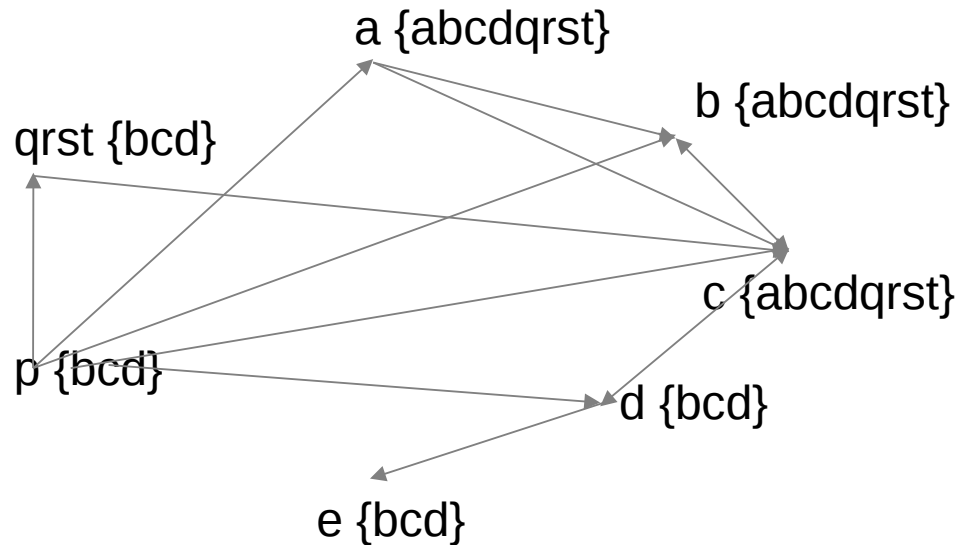 a {abcdqrst}
b {abcdqrst}
qrst {bcd}
c {abcdqrst}
p {bcd}
d {bcd}
e {bcd}